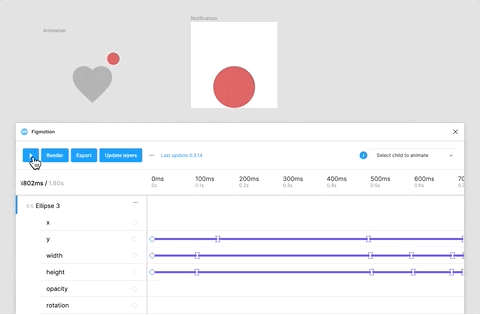 Notification
Animation
Figmotion
Render
Export
Update layers
Last update 0.3.14
Select child to animate
802ms / 1.80s
0ms
100ms
200ms
300ms
400ms
500ms
600ms
0s
0.1s
0.2s
0.3s
0.4s
0.5s
0.6s
Ellipse 3
x
y
width
height
opacity
rotation